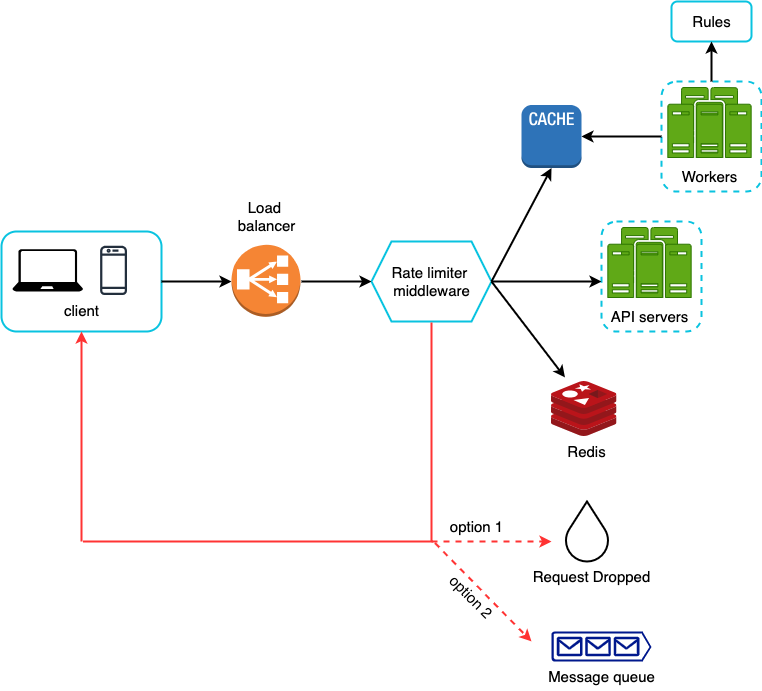 Rules
CACHE
Workers
Load
balancer
Rate limiter
middleware
client
API servers
Redis
option 1
Request Dropped
option 2
Message queue